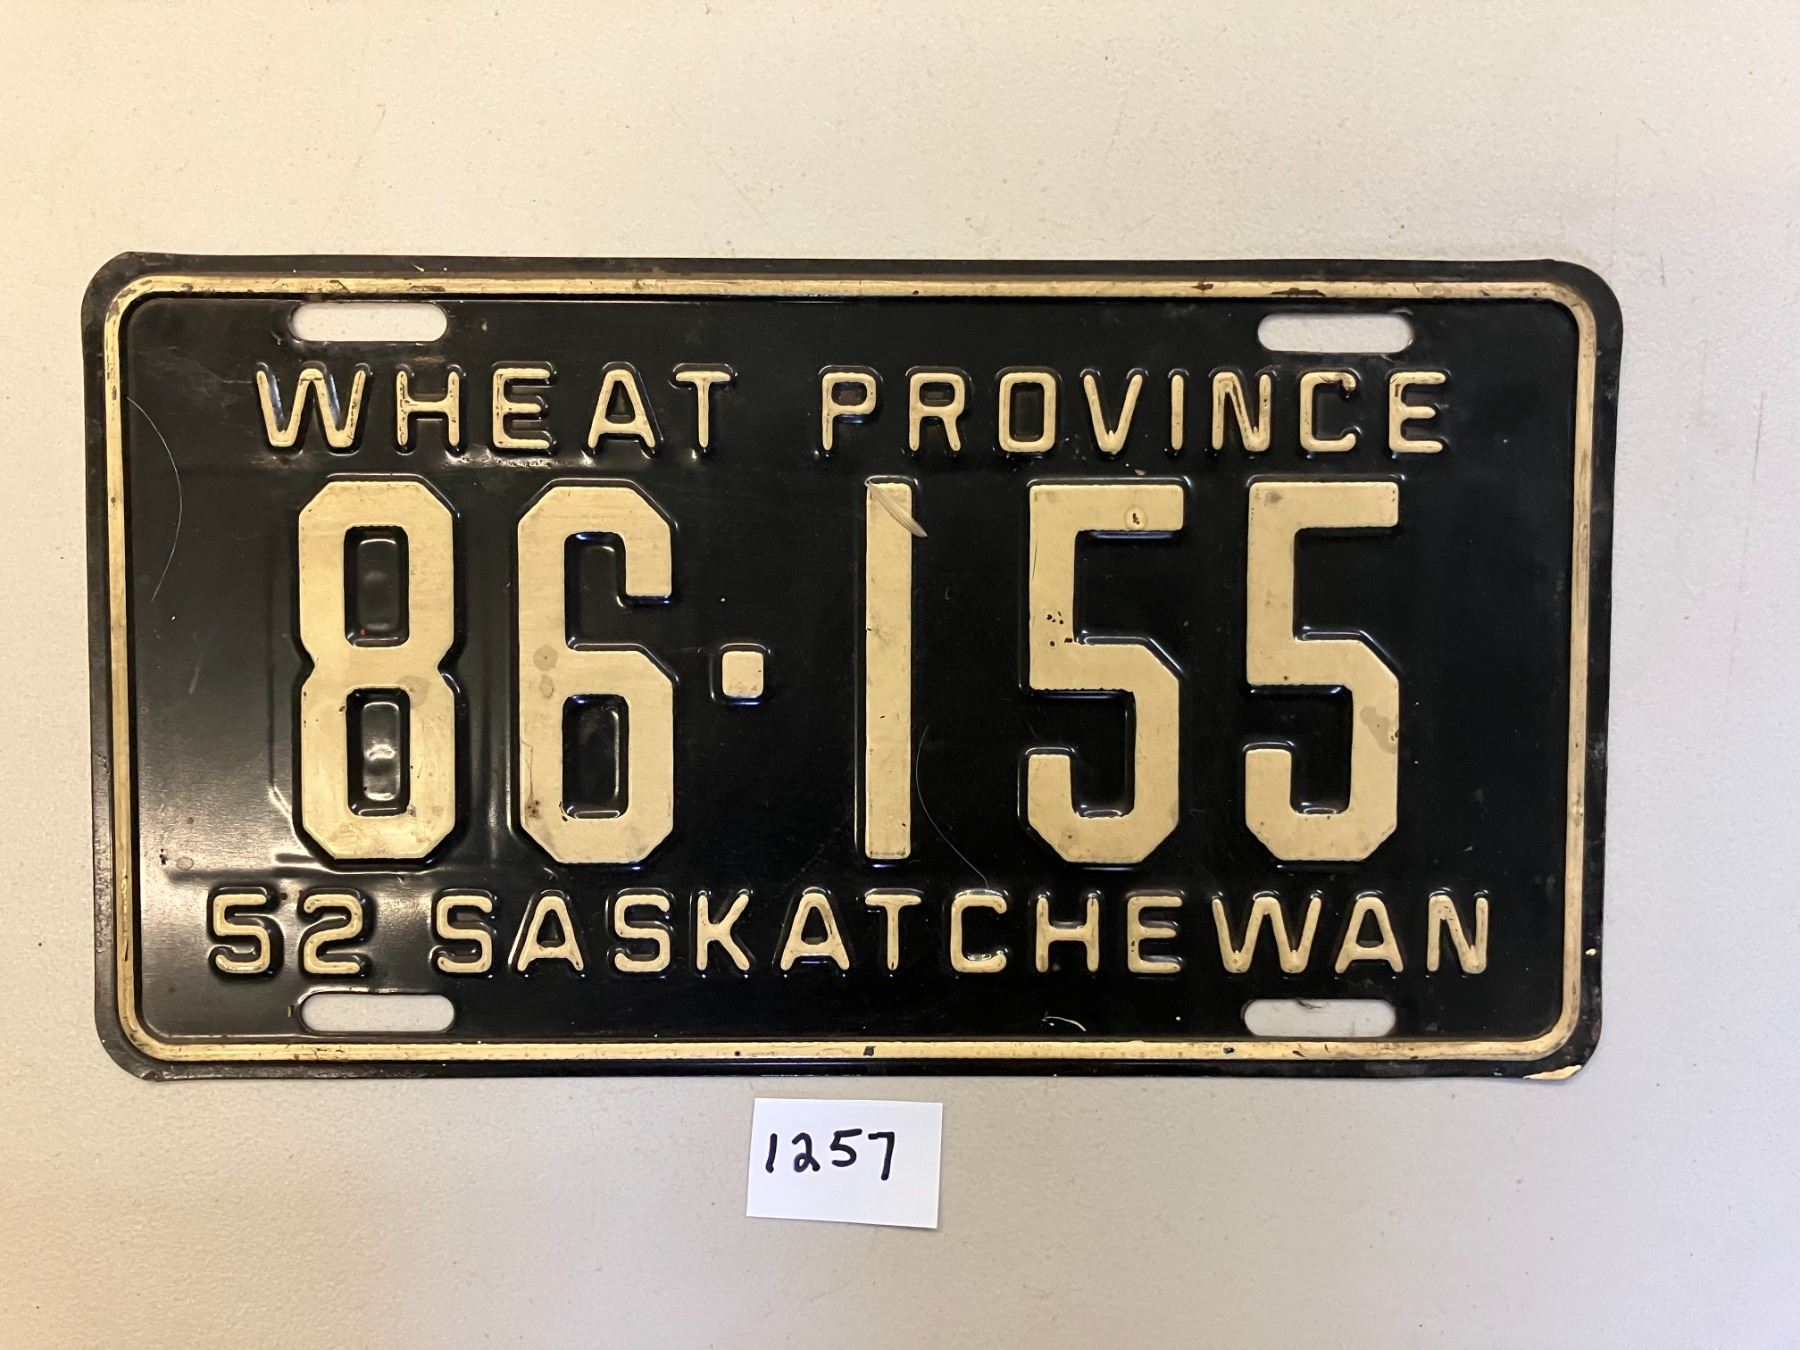 WHEAT PROVINCE
86·155
52 SASKATCHEWAN
1257